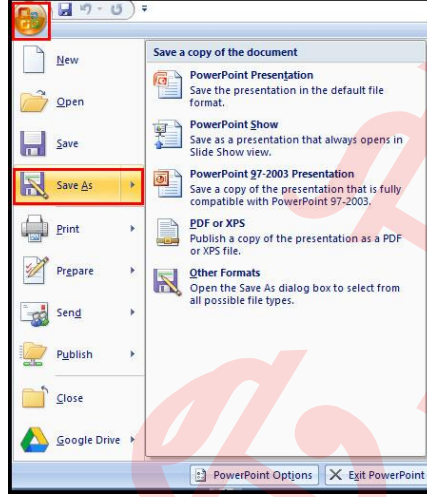 New
Open
Save
Save As
Print
Prepare
Send
Publish
Close
Google Drive
Save a copy of the document
PowerPoint Presentation
Save the presentation in the default file
format.
PowerPoint Show
Save as a presentation that always opens in
Slide Show view.
PowerPoint 97-2003 Presentation
Save a copy of the presentation that is fully
compatible with PowerPoint 97-2003.
PDF or XPS
Publish a copy of the presentation as a PDF
or XPS file.
Other Formats
Open the Save As dialog box to select from
all possible file types.
PowerPoint Options
Exit PowerPoint